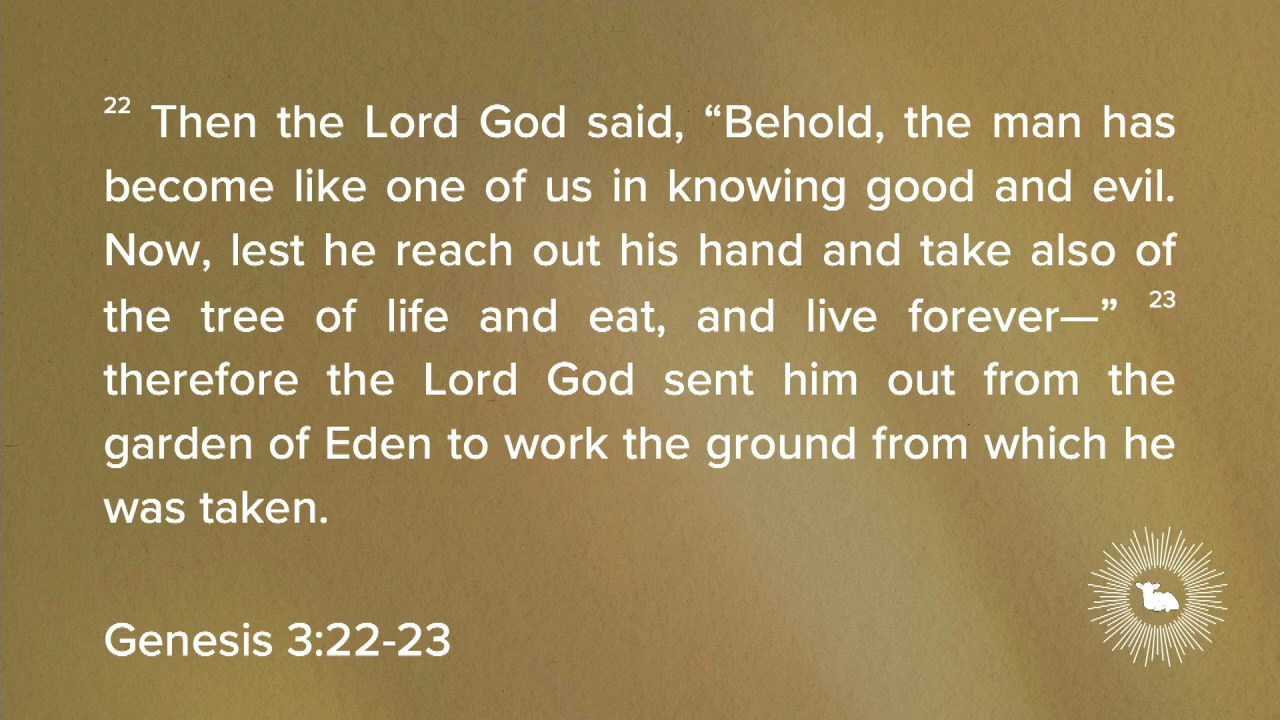 22 Then the Lord God said, “Behold, the man has
become like one of us in knowing good and evil.
Now, lest he reach out his hand and take also of
the tree of life and eat, and live forever—” 23
therefore the Lord God sent him out from the
garden of Eden to work the ground from which he
was taken.
Genesis 3:22-23